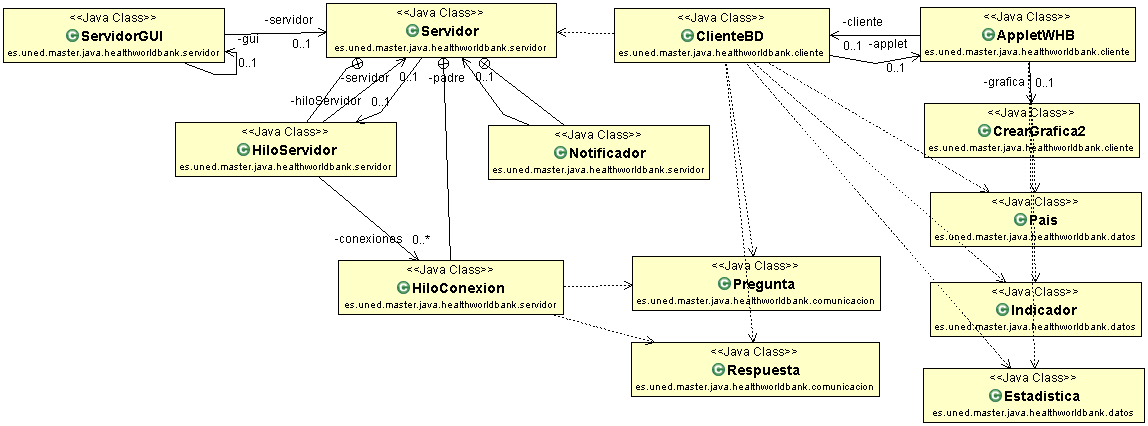 <<Java Class>>
ServidorGUI
es.uned.master.java.healthworldbank.servidor
-servidor
0..1
-gui
0..1
<<Java Class>>
Servidor
es.uned.master.java.healthworldbank.servidor
<<Java Class>>
ClienteBD
es.uned.master.java.healthworldbank.cliente
-cliente
0..1
-applet
0..1
<<Java Class>>
AppletWHB
es.uned.master.java.healthworldbank.cliente
-servidor
0..1
-padre
0..1
-hiloServidor
0..1
-grafica
0..1
<<Java Class>>
CrearGrafica2
es.uned.master.java.healthworldbank.cliente
<<Java Class>>
HiloServidor
es.uned.master.java.healthworldbank.servidor
<<Java Class>>
Notificador
es.uned.master.java.healthworldbank.servidor
<<Java Class>>
Pais
es.uned.master.java.healthworldbank.datos
-conexiones
0..*
<<Java Class>>
HiloConexion
es.uned.master.java.healthworldbank.servidor
<<Java Class>>
Pregunta
es.uned.master.java.healthworldbank.comunicacion
<<Java Class>>
Indicador
es.uned.master.java.healthworldbank.datos
<<Java Class>>
Respuesta
es.uned.master.java.healthworldbank.comunicacion
<<Java Class>>
Estadistica
es.uned.master.java.healthworldbank.datos